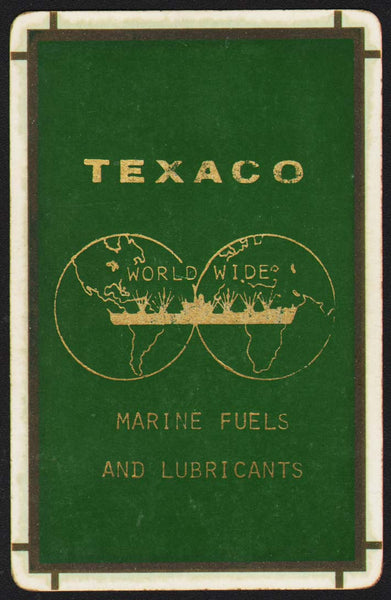 TEXACO
WORLD WIDE
MARINE FUELS
AND LUBRICANTS